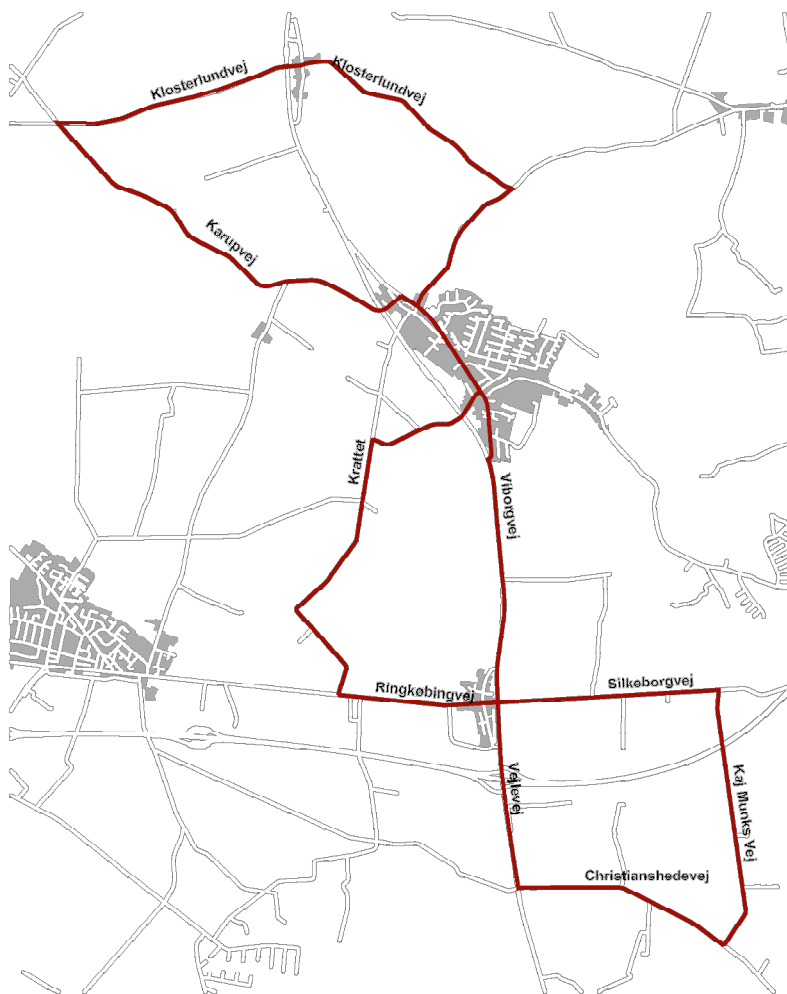 Klosterlundvej
Klosterlundvej
Karupvej
Krattet
Viborgvej
Ringkøbingvej
Silkeborgvej
Vejlevej
Kaj Munks Vej
Christianshedevej